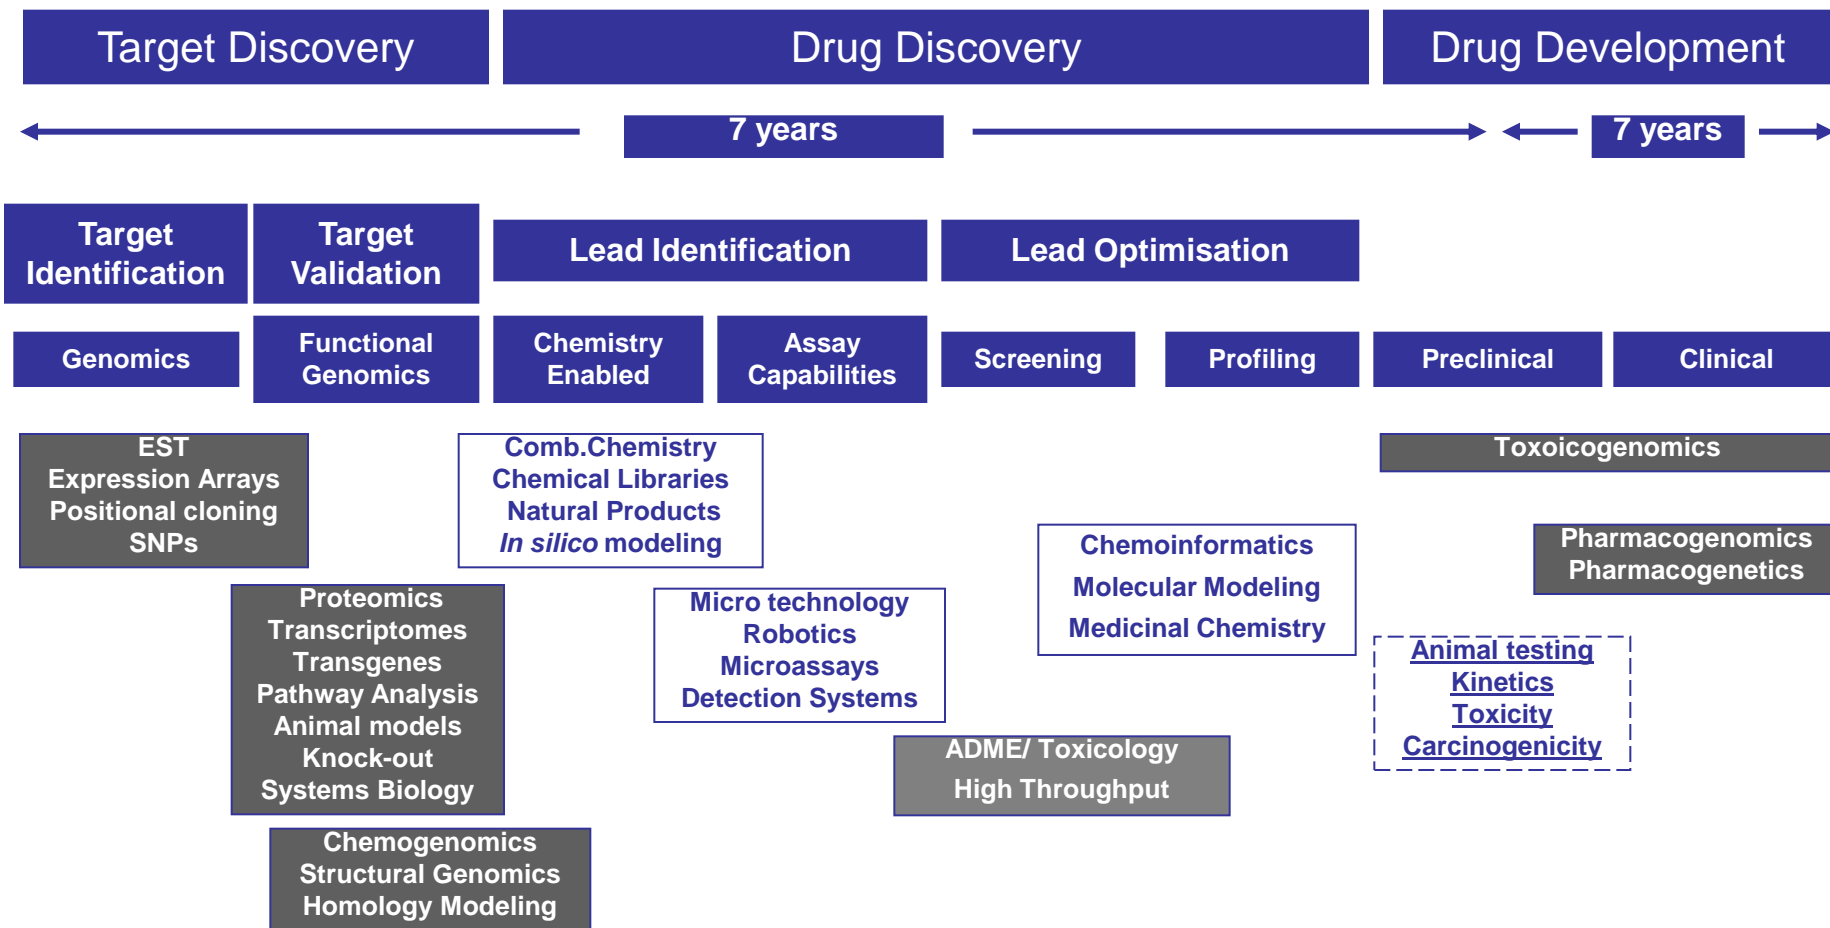 Target Discovery
Drug Discovery
Drug Development
7 years
7 years
Target
Identification
Target
Validation
Lead Identification
Lead Optimisation
Genomics
Functional
Genomics
Chemistry
Enabled
Assay
Capabilities
Screening
Profiling
Preclinical
Clinical
EST
Expression Arrays
Positional cloning
SNPs
Comb.Chemistry
Chemical Libraries
Natural Products
In silico modeling
Toxoicogenomics
Chemoinformatics
Molecular Modeling
Medicinal Chemistry
Pharmacogenomics
Pharmacogenetics
Proteomics
Transcriptomes
Transgenes
Pathway Analysis
Animal models
Knock-out
Systems Biology
Micro technology
Robotics
Microassays
Detection Systems
Animal testing
Kinetics
Toxicity
Carcinogenicity
ADME/ Toxicology
High Throughput
Chemogenomics
Structural Genomics
Homology Modeling